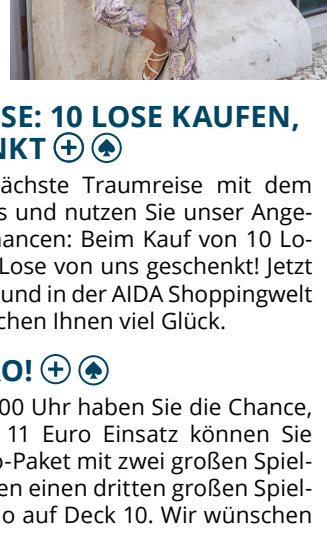 SE: 10 LOSE KAUFEN,
NKT
ächste Traumreise mit dem
s und nutzen Sie unser Ange-
hancen: Beim Kauf von 10 Lo-
Lose von uns geschenkt! Jetzt
und in der AIDA Shoppingwelt
chen Ihnen viel Glück.
O!
00 Uhr haben Sie die Chance,
11 Euro Einsatz können Sie
o-Paket mit zwei großen Spiel-
en einen dritten großen Spiel-
o auf Deck 10. Wir wünschen